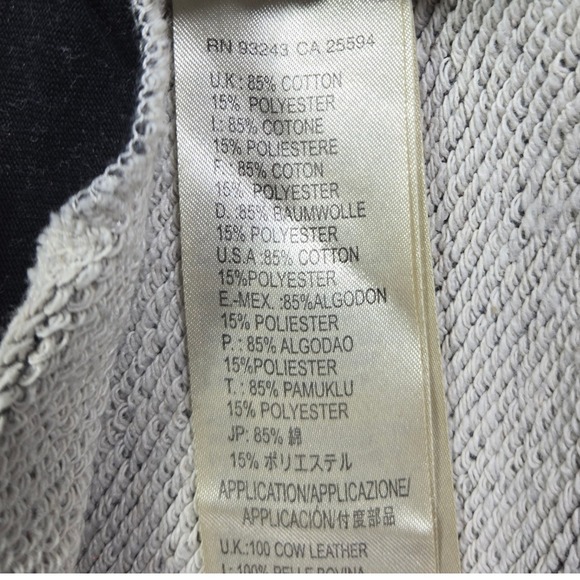 RN 93243 CA 25594
U.K: 85% COTTON
15% POLYESTER
I.: 85% COTONE
15% POLIESTERE
F. : 85% COTON
15% POLYESTER
D. :85% BAUMWOLLE
15% POLYESTER
U.S.A :85% COTTON
15%POLYESTER
E.-MEX. :85%ALGODON
15% POLIESTER
P. : 85% ALGODAO
15%POLIESTER
T. : 85% PAMUKLU
15% POLYESTER
JP: 85% 綿
15% ポリエステル
APPLICATION/APPLICAZIONE/
APPLICACIÓN/付度部品
U.K.:100 COW LEATHER
I.: 100% PELLE BOVINA